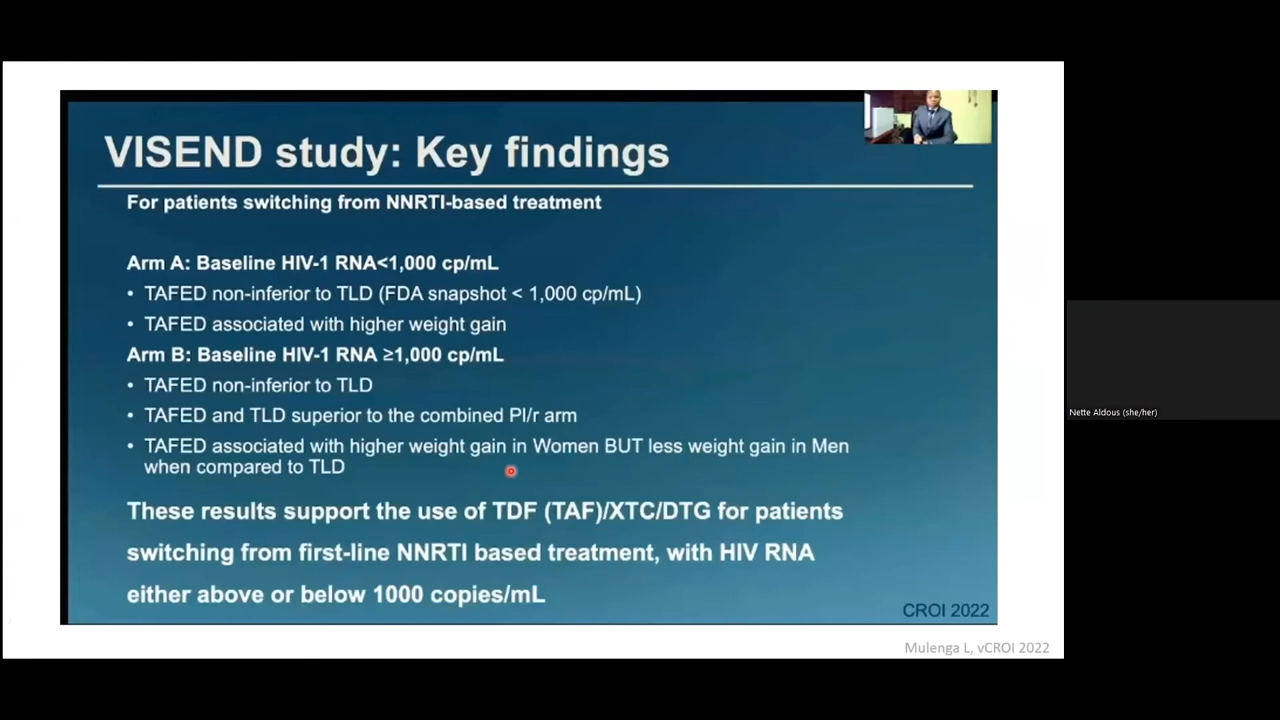 VISEND study: Key findings
For patients switching from NNRTI-based treatment
Arm A: Baseline HIV-1 RNA<1,000 cp/mL
• TAFED non-inferior to TLD (FDA snapshot < 1,000 cp/mL)
• TAFED associated with higher weight gain
Arm B: Baseline HIV-1 RNA ≥1,000 cp/mL
• TAFED non-inferior to TLD
• TAFED and TLD superior to the combined PI/r arm
• TAFED associated with higher weight gain in Women BUT less weight gain in Men
when compared to TLD
These results support the use of TDF (TAF)/XTC/DTG for patients
switching from first-line NNRTI based treatment, with HIV RNA
either above or below 1000 copies/mL
CROI 2022
Mulenga L, vCROI 2022
Nette Aldous (she/her)